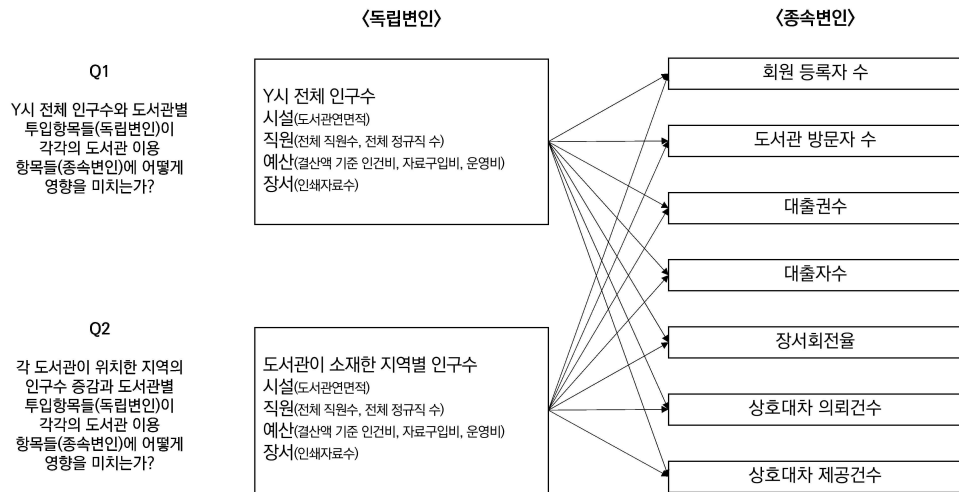 〈독립변인〉
〈종속변인〉
Q1
Y시 전체 인구수와 도서관별
투입항목들(독립변인)이
각각의 도서관 이용
항목들(종속변인)에 어떻게
영향을 미치는가?
Y시 전체 인구수
시설(도서관연면적)
직원(전체 직원수, 전체 정규직 수)
예산(결산액 기준 인건비, 자료구입비, 운영비)
장서(인쇄자료수)
Q2
각 도서관이 위치한 지역의
인구수 증감과 도서관별
투입항목들(독립변인)이
각각의 도서관 이용
항목들(종속변인)에 어떻게
영향을 미치는가?
도서관이 소재한 지역별 인구수
시설(도서관연면적)
직원(전체 직원수, 전체 정규직 수)
예산(결산액 기준 인건비, 자료구입비, 운영비)
장서(인쇄자료수)
회원 등록자 수
도서관 방문자 수
대출권수
대출자수
장서회전율
상호대차 의뢰건수
상호대차 제공건수